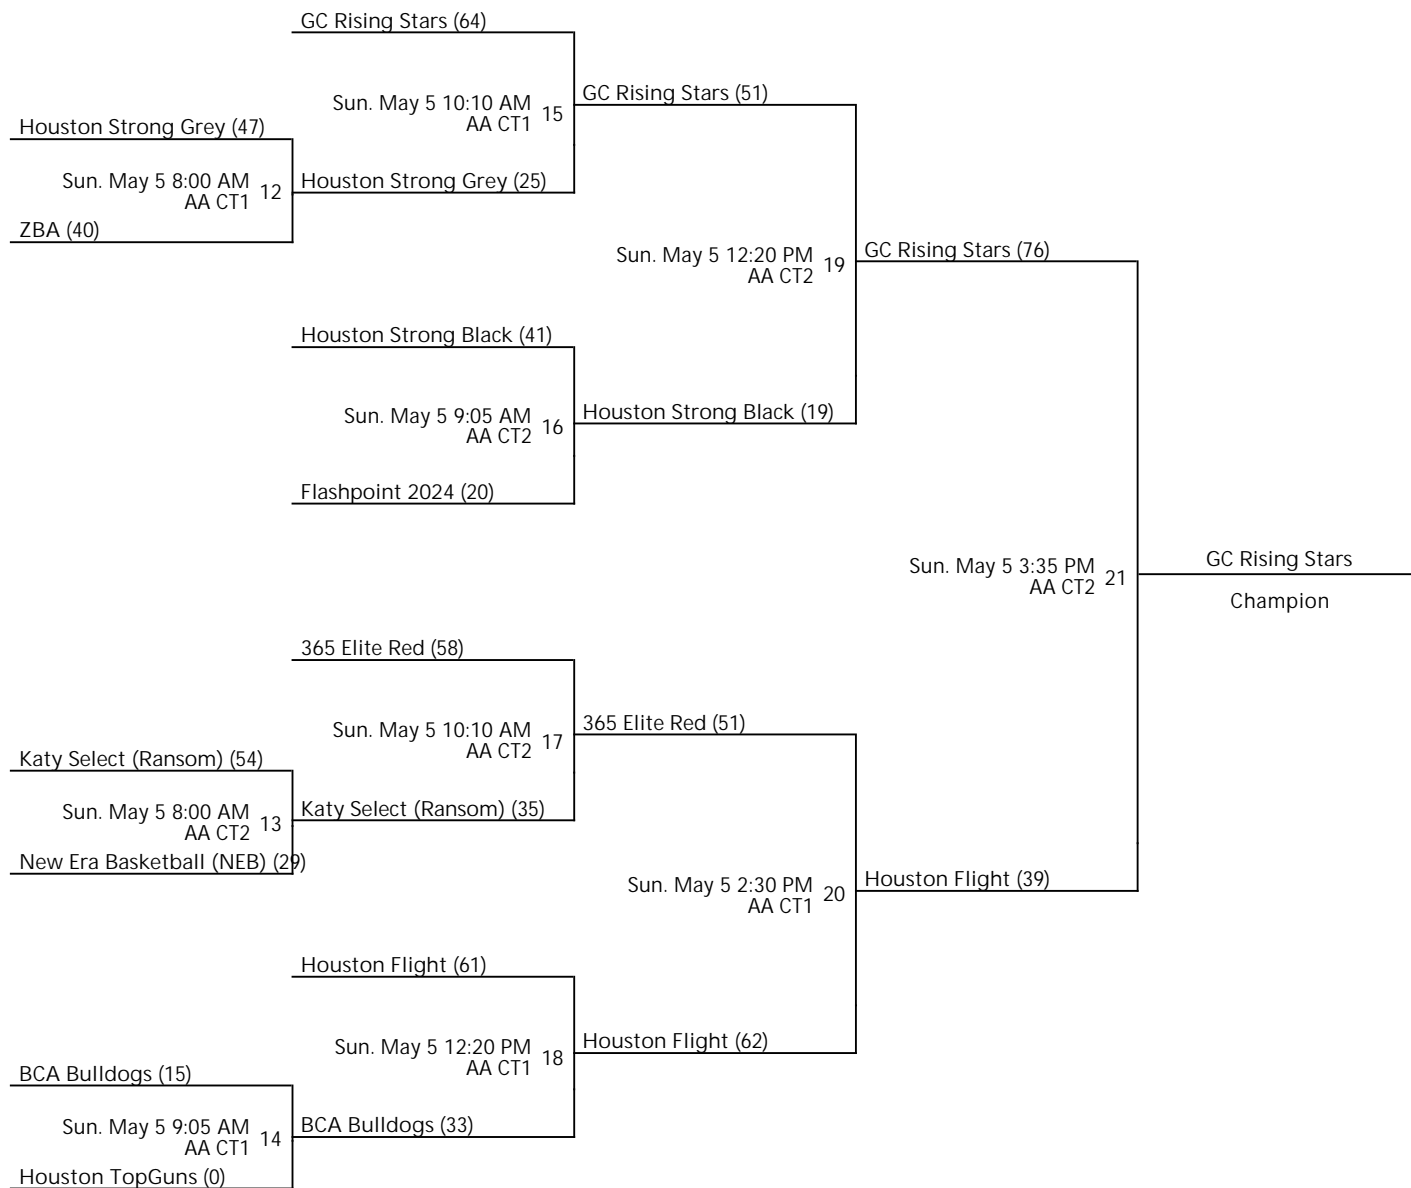 GC Rising Stars (64)
Sun. May 5 10:10 AM
AA CT1
15
GC Rising Stars (51)
Houston Strong Grey (47)
Sun. May 5 8:00 AM
AA CT1
12
Houston Strong Grey (25)
ZBA (40)
Sun. May 5 12:20 PM
AA CT2
19
GC Rising Stars (76)
Houston Strong Black (41)
Sun. May 5 9:05 AM
AA CT2
16
Houston Strong Black (19)
Flashpoint 2024 (20)
Sun. May 5 3:35 PM
AA CT2
21
GC Rising Stars
Champion
365 Elite Red (58)
Sun. May 5 10:10 AM
AA CT2
17
365 Elite Red (51)
Katy Select (Ransom) (54)
Sun. May 5 8:00 AM
AA CT2
13
Katy Select (Ransom) (35)
New Era Basketball (NEB) (29)
Sun. May 5 2:30 PM
AA CT1
20
Houston Flight (39)
Houston Flight (61)
Sun. May 5 12:20 PM
AA CT1
18
Houston Flight (62)
BCA Bulldogs (15)
Sun. May 5 9:05 AM
AA CT1
14
BCA Bulldogs (33)
Houston TopGuns (0)